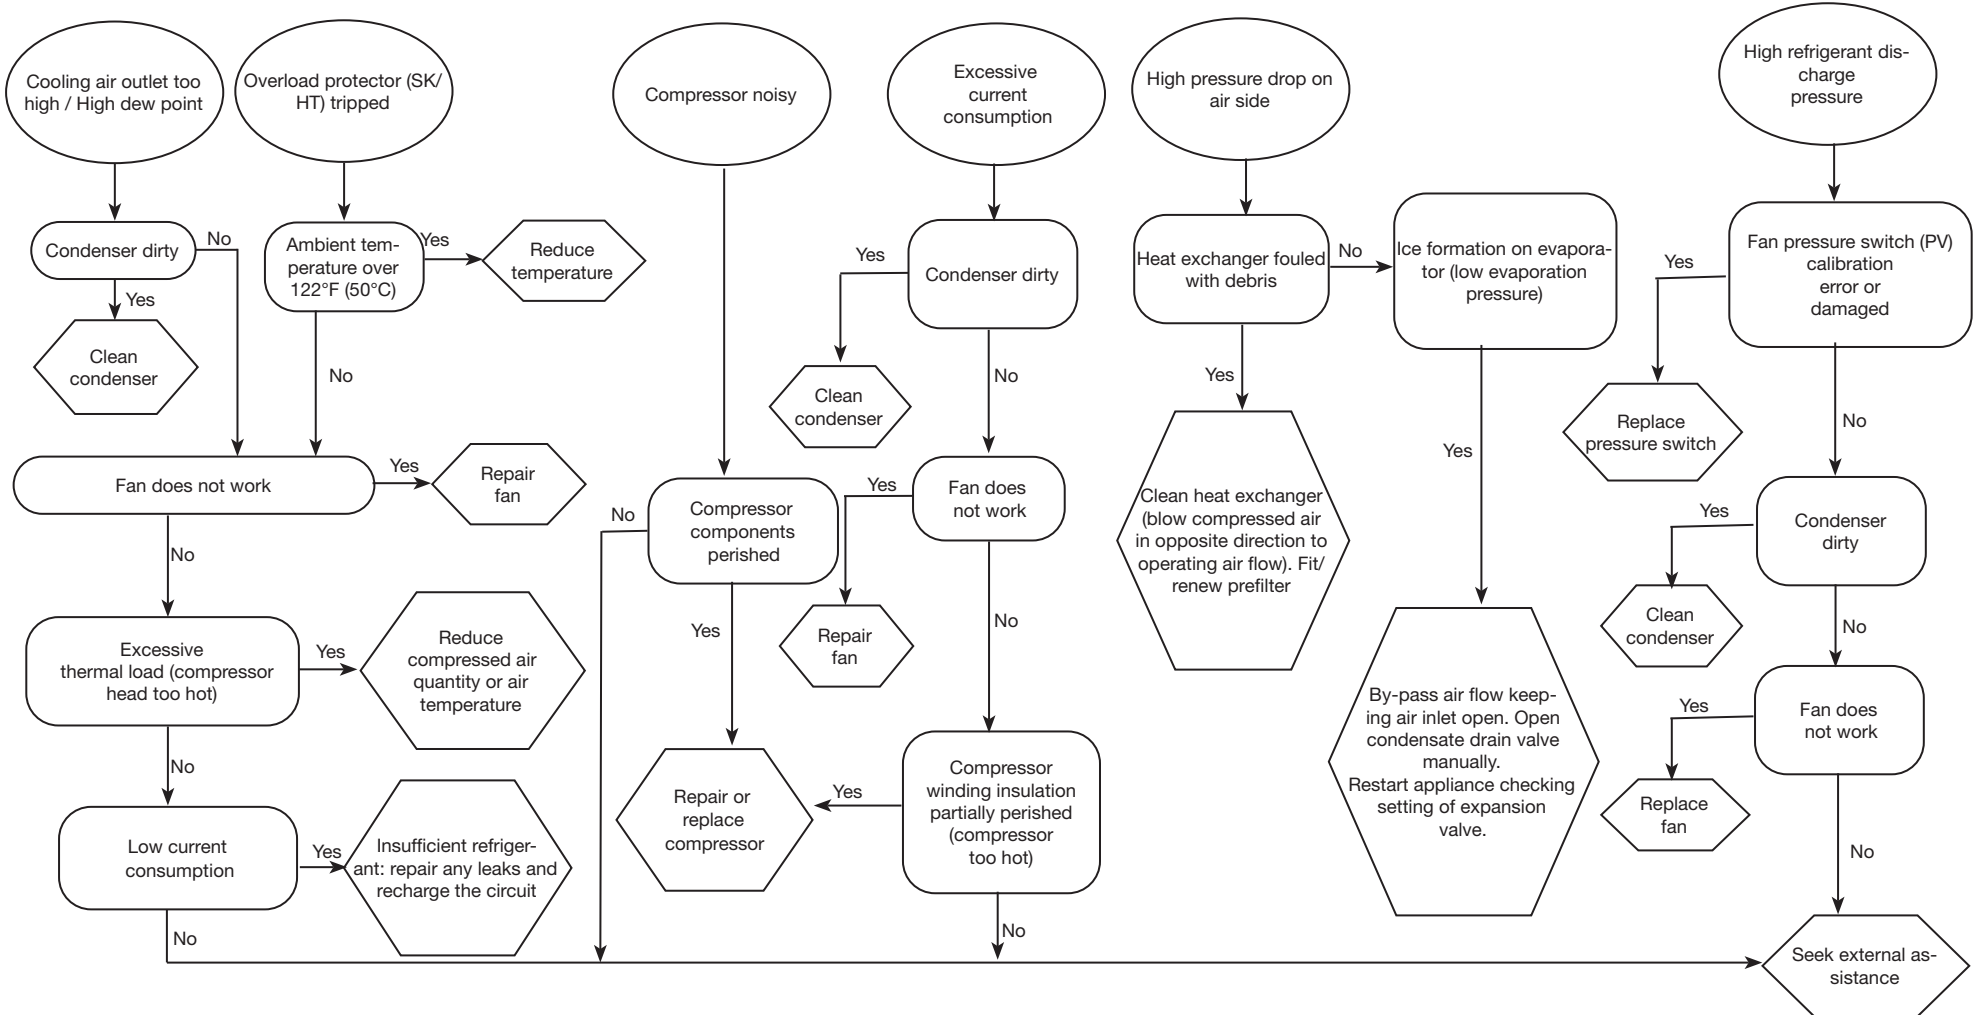 Cooling air outlet too
high / High dew point
Overload protector (SK/
HT) tripped
Compressor noisy
Excessive
current
consumption
High pressure drop on
air side
High refrigerant dis-
charge
pressure
Condenser dirty
No
Yes
Clean
condenser
Ambient tem-
perature over
122°F (50°C)
Yes
Reduce
temperature
No
Fan does not work
Yes
Repair
fan
No
Excessive
thermal load (compressor
head too hot)
Yes
Reduce
compressed air
quantity or air
temperature
No
Low current
consumption
Yes
Insufficient refriger-
ant: repair any leaks and
recharge the circuit
No
Compressor
components
perished
No
Yes
Repair or
replace
compressor
Condenser dirty
Yes
Clean
condenser
No
Fan does
not work
Yes
Repair
fan
No
Compressor
winding insulation
partially perished
(compressor
too hot)
Yes
No
Heat exchanger fouled
with debris
No
Yes
Clean heat exchanger
(blow compressed air
in opposite direction to
operating air flow). Fit/
renew prefilter
Ice formation on evapora-
tor (low evaporation
pressure)
Yes
By-pass air flow keep-
ing air inlet open. Open
condensate drain valve
manually.
Restart appliance checking
setting of expansion
valve.
Fan pressure switch (PV)
calibration
error or
damaged
Yes
Replace
pressure switch
No
Condenser
dirty
Yes
Clean
condenser
No
Fan does
not work
Yes
Replace
fan
No
Seek external as-
sistance